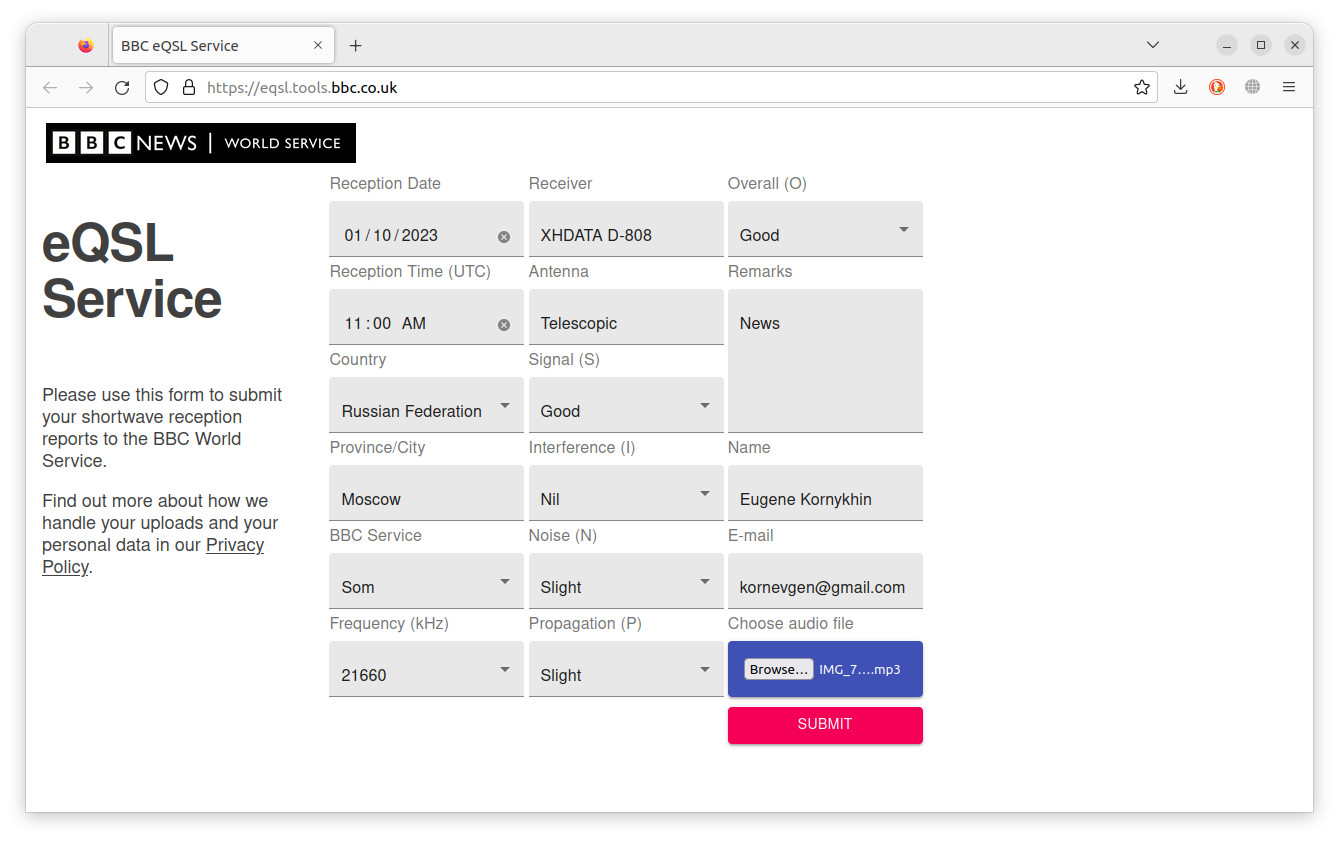 BBC eQSL Service
https://eqsl.tools.bbc.co.uk
BBC NEWS | WORLD SERVICE
eQSL
Service
Please use this form to submit
your shortwave reception
reports to the BBC World
Service.
Find out more about how we
handle your uploads and your
personal data in our Privacy
Policy.
Reception Date
01/10/2023
Reception Time (UTC)
11:00 AM
Country
Russian Federation
Province/City
Moscow
BBC Service
Som
Frequency (kHz)
21660
Receiver
XHDATA D-808
Antenna
Telescopic
Signal (S)
Good
Interference (I)
Nil
Noise (N)
Slight
Propagation (P)
Slight
Overall (O)
Good
Remarks
News
Name
Eugene Kornykhin
E-mail
kornevgen@gmail.com
Choose audio file
Browse... IMG_7....mp3
SUBMIT